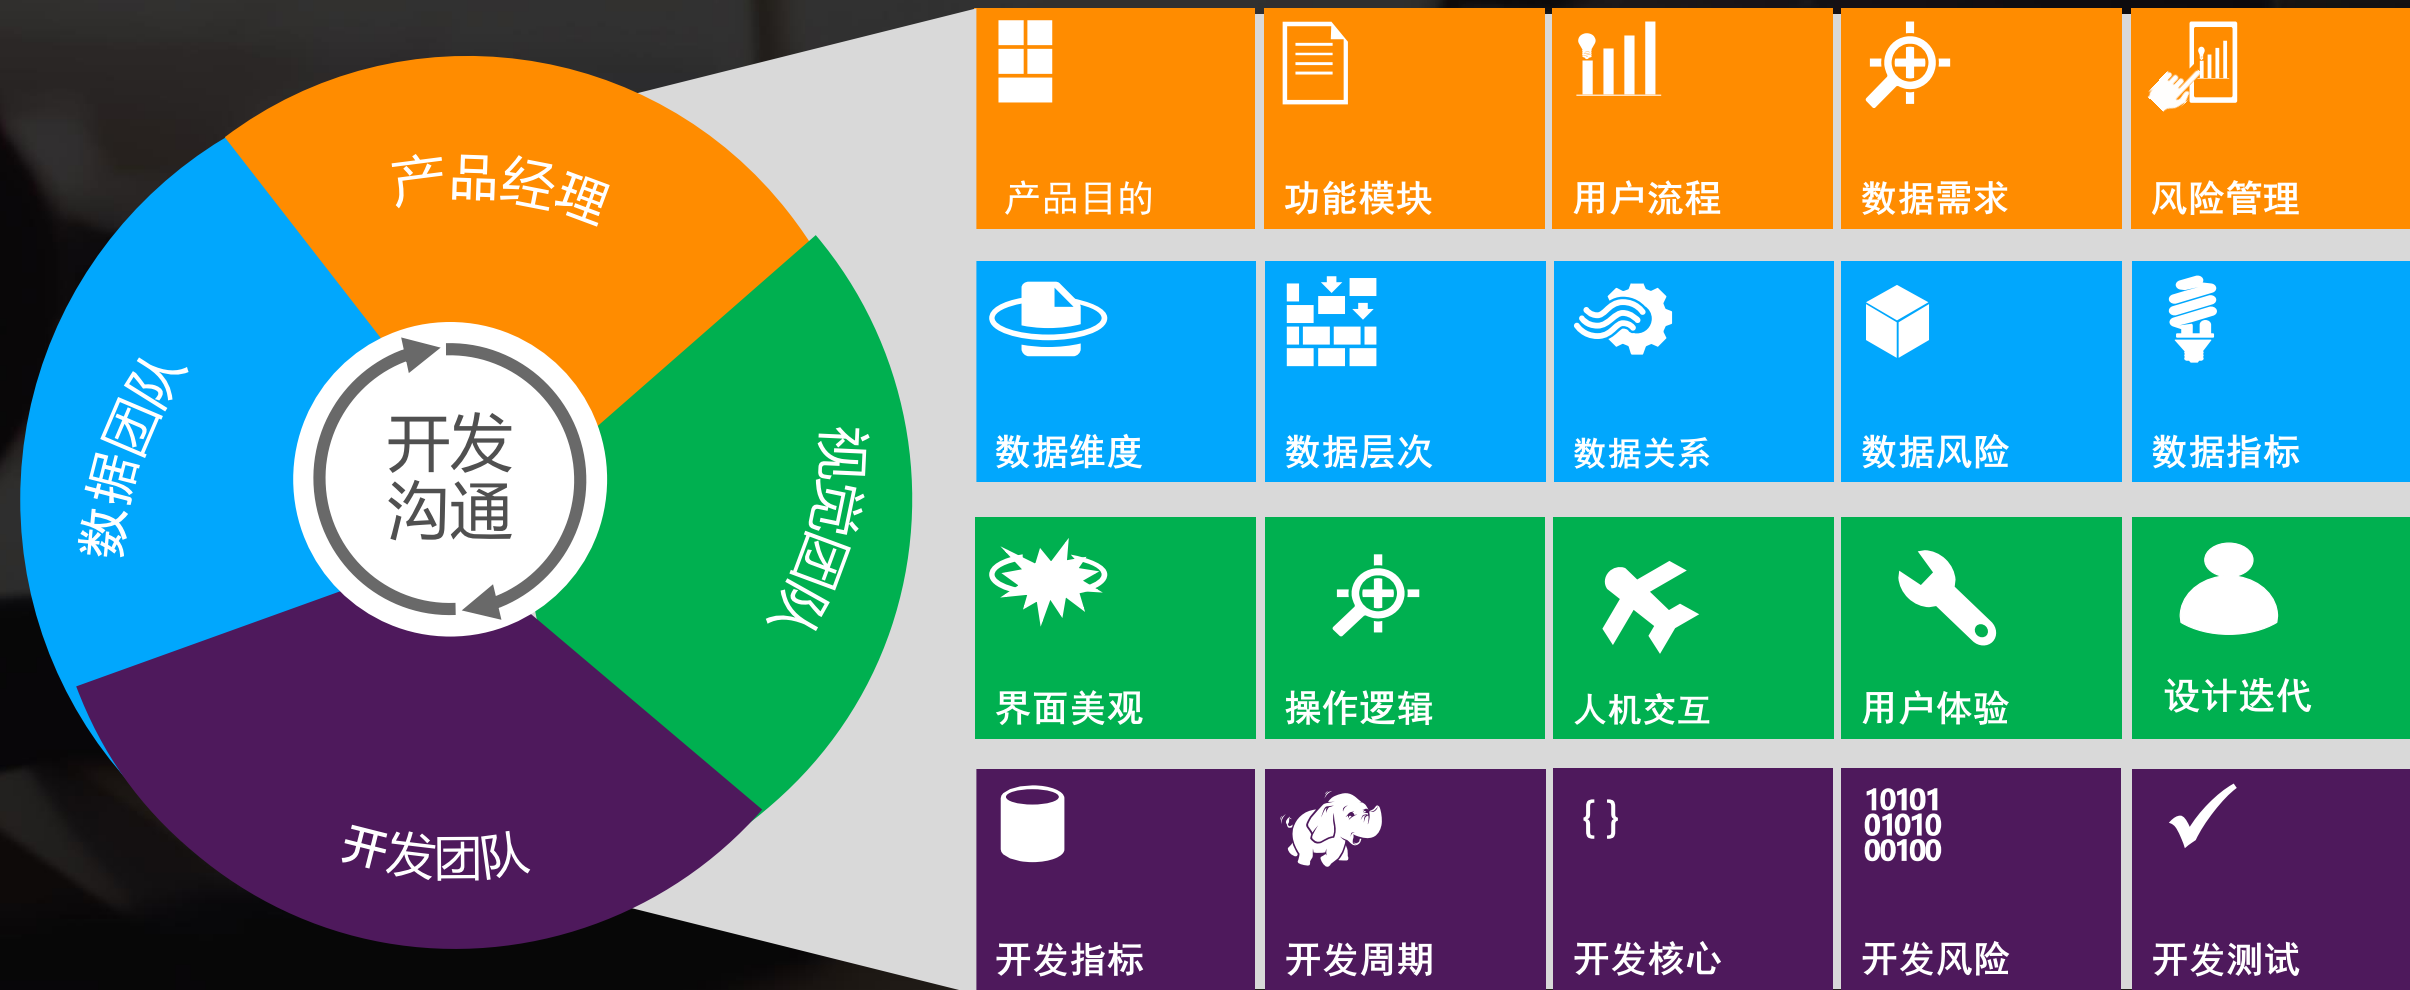 产品经理
数据团队
视觉团队
开发团队
开发
沟通
产品目的
功能模块
用户流程
数据需求
风险管理
数据维度
数据层次
数据关系
数据风险
数据指标
界面美观
操作逻辑
人机交互
用户体验
设计迭代
开发指标
开发周期
{ }
开发核心
10101
01010
00100
开发风险
开发测试